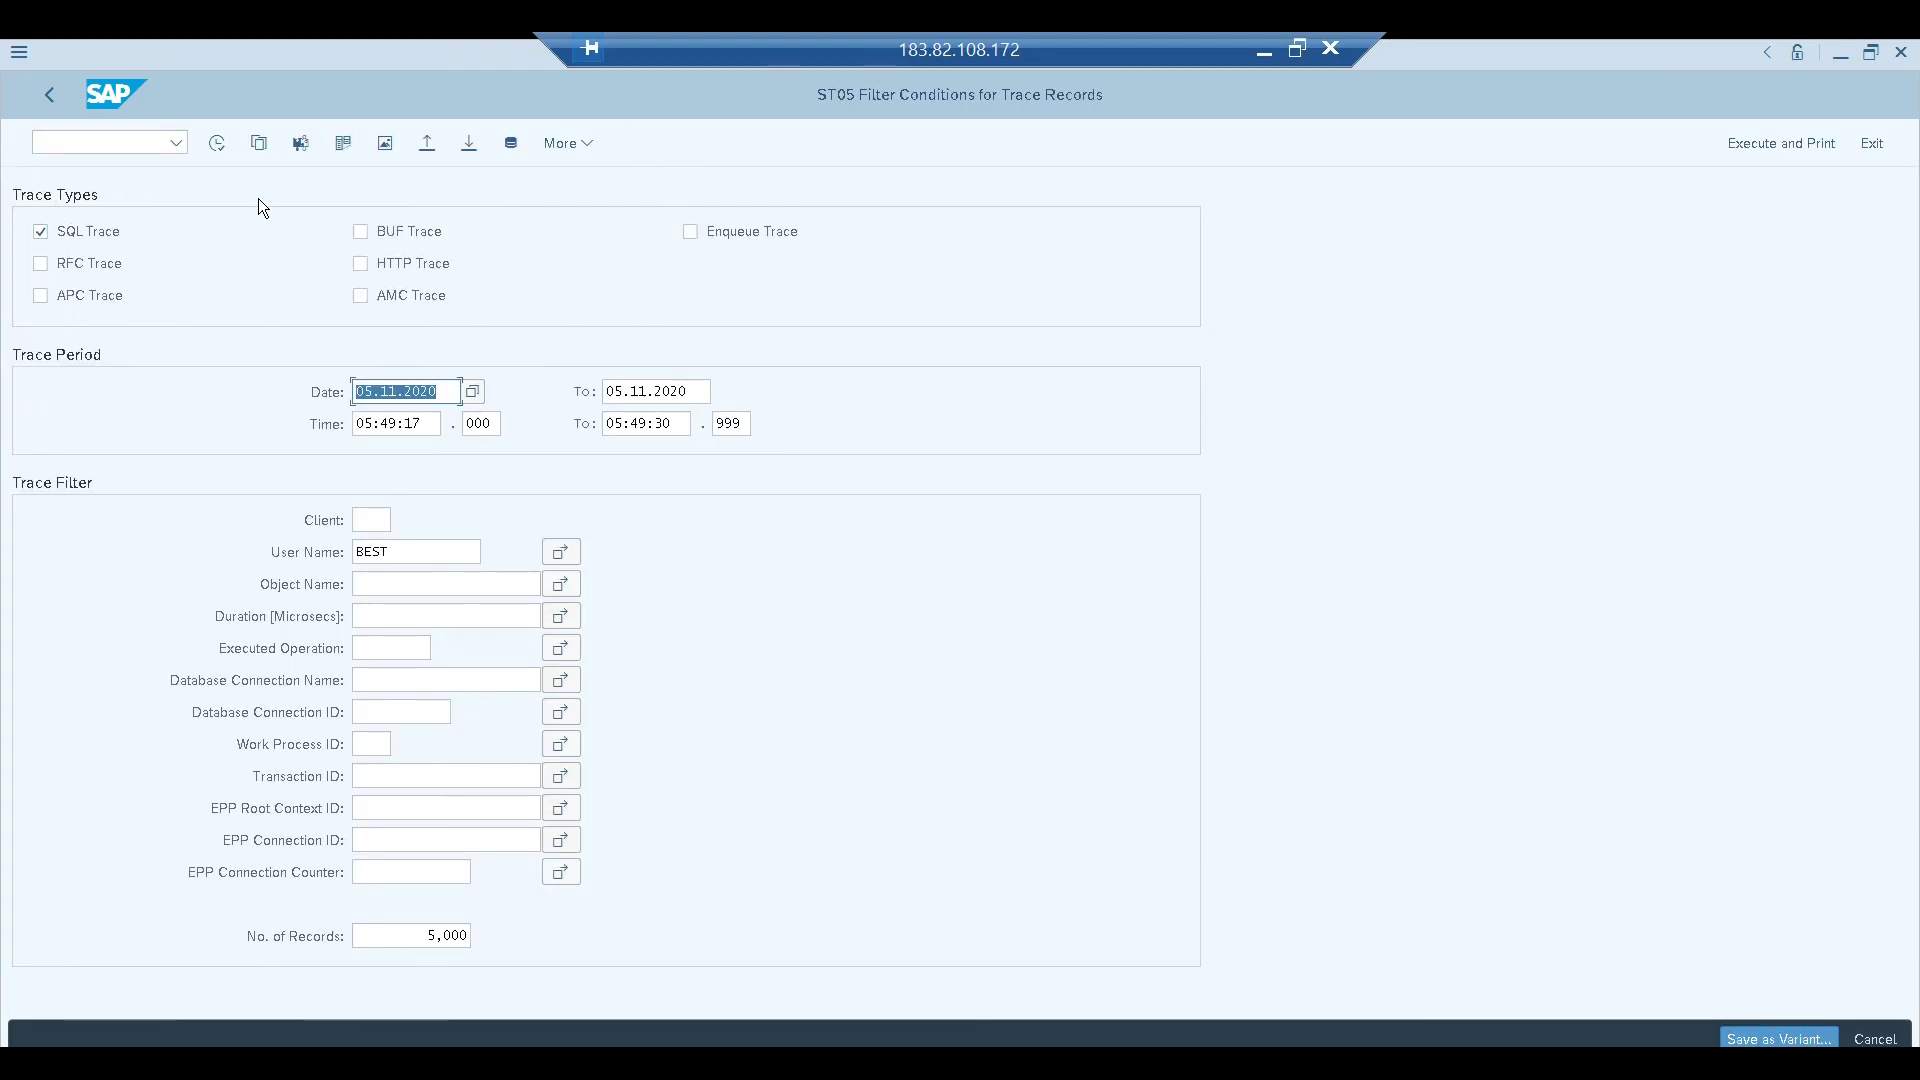 183.82.108.172
SAP
ST05 Filter Conditions for Trace Records
More
Execute and Print
Exit
Trace Types
SQL Trace
BUF Trace
Enqueue Trace
RFC Trace
HTTP Trace
APC Trace
AMC Trace
Trace Period
Date: 05.11.2020 To: 05.11.2020
Time: 05:49:17 . 000 To: 05:49:30 . 999
Trace Filter
Client:
User Name: BEST
Object Name:
Duration [Microsecs]:
Executed Operation:
Database Connection Name:
Database Connection ID:
Work Process ID:
Transaction ID:
EPP Root Context ID:
EPP Connection ID:
EPP Connection Counter:
No. of Records: 5,000
Save as Variant...
Cancel